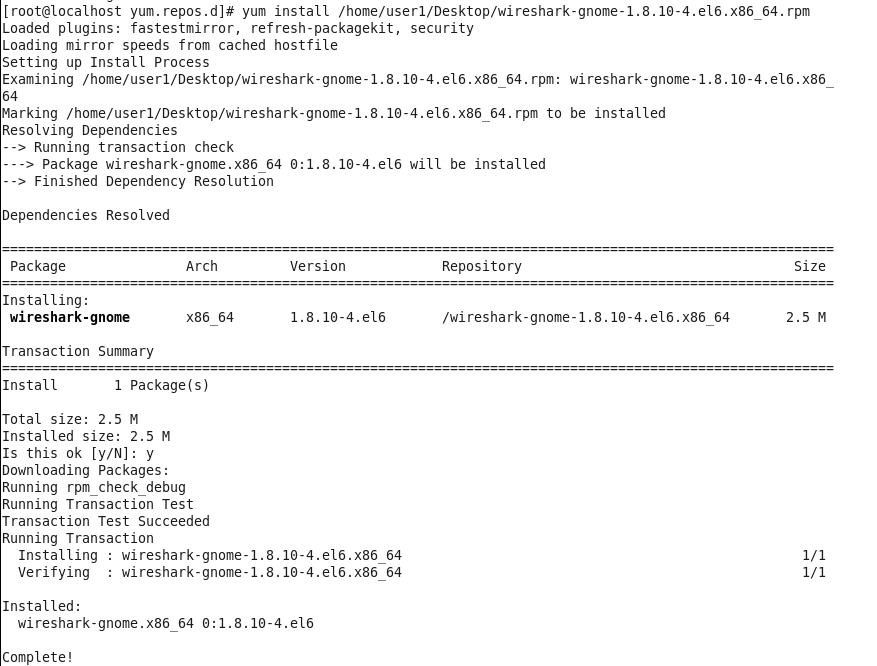 [root@localhost yum.repos.d]# yum install /home/user1/Desktop/wireshark-gnome-1.8.10-4.el6.x86_64.rpm
Loaded plugins: fastestmirror, refresh-packagekit, security
Loading mirror speeds from cached hostfile
Setting up Install Process
Examining /home/user1/Desktop/wireshark-gnome-1.8.10-4.el6.x86_64.rpm: wireshark-gnome-1.8.10-4.el6.x86_
64
Marking /home/user1/Desktop/wireshark-gnome-1.8.10-4.el6.x86_64.rpm to be installed
Resolving Dependencies
--> Running transaction check
---> Package wireshark-gnome.x86_64 0:1.8.10-4.el6 will be installed
--> Finished Dependency Resolution

Dependencies Resolved

========================================================================================================
 Package               Arch       Version            Repository                                  Size
========================================================================================================
Installing:
 wireshark-gnome       x86_64     1.8.10-4.el6       /wireshark-gnome-1.8.10-4.el6.x86_64       2.5 M

Transaction Summary
========================================================================================================
Install       1 Package(s)

Total size: 2.5 M
Installed size: 2.5 M
Is this ok [y/N]: y
Downloading Packages:
Running rpm_check_debug
Running Transaction Test
Transaction Test Succeeded
Running Transaction
  Installing : wireshark-gnome-1.8.10-4.el6.x86_64                                                  1/1
  Verifying  : wireshark-gnome-1.8.10-4.el6.x86_64                                                  1/1

Installed:
  wireshark-gnome.x86_64 0:1.8.10-4.el6

Complete!